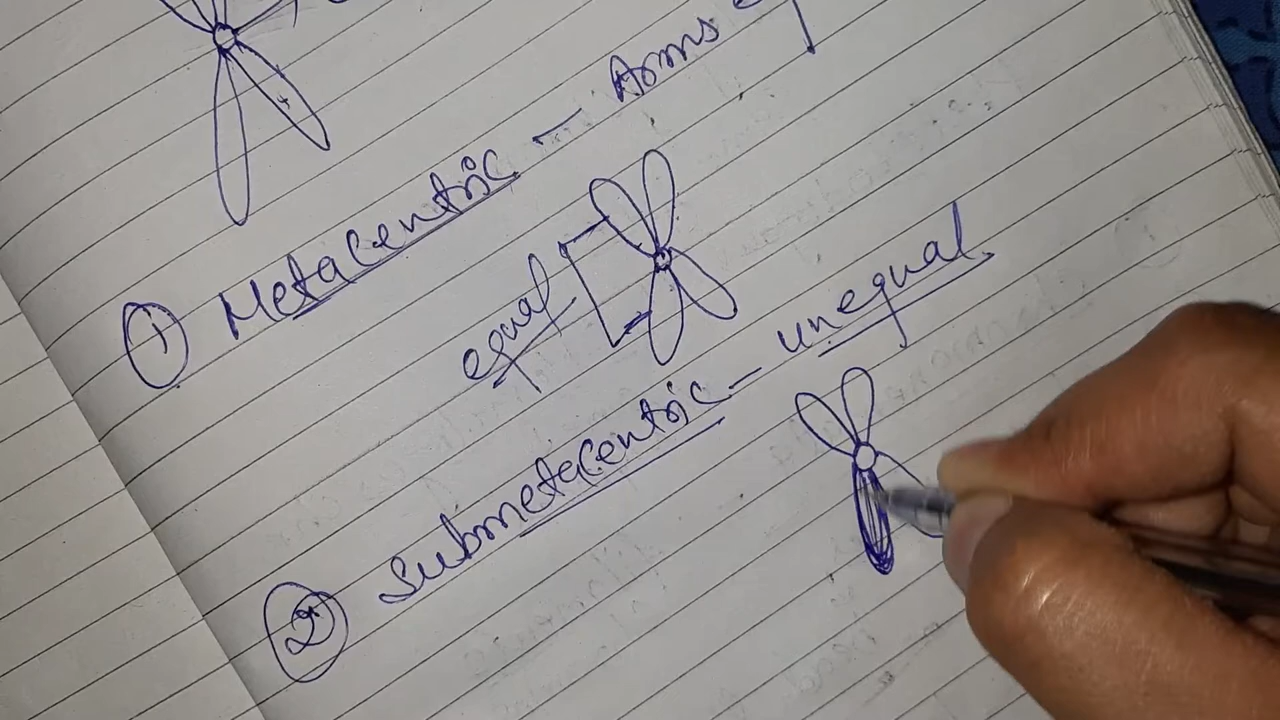 ① Metacentric - Arms
equal
② Submetacentric - unequal